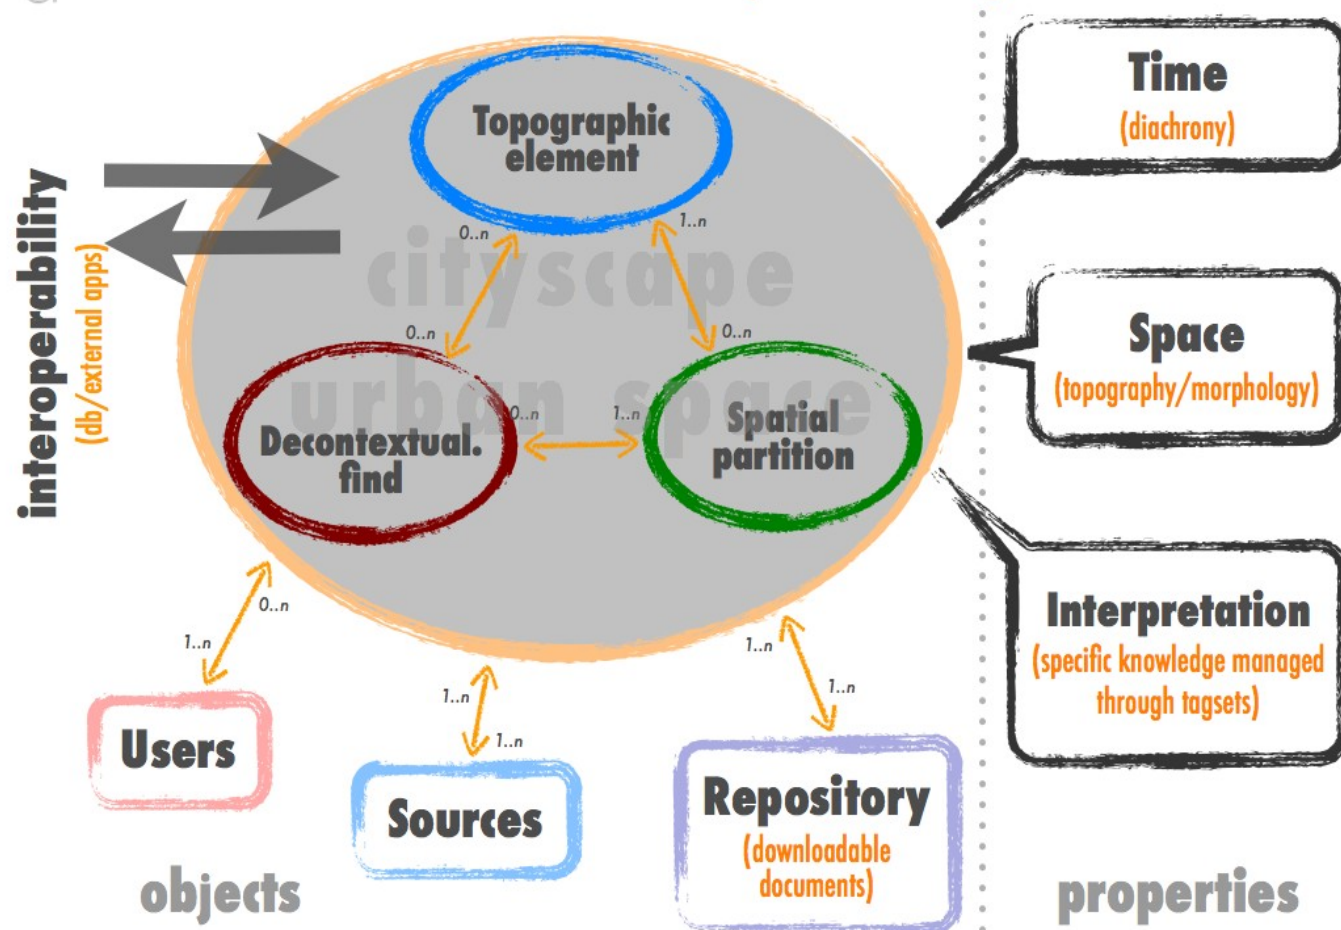 Topographic
element
Time
(diachrony)
interoperability
(db/external apps)
0..n
1..n
cityscape
0..n
0..n
Space
(topography/morphology)
urban space
0..n
1..n
Decontextual.
find
Spatial
partition
0..n
1..n
1..n
1..n
1..n
1..n
Interpretation
(specific knowledge managed
through tagsets)
Users
Sources
Repository
(downloadable
documents)
objects
properties